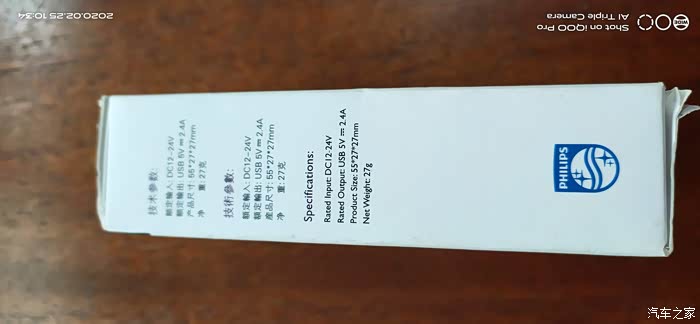 技术参数:
额定输入: DC12-24V
额定输出: USB 5V⎓2.4A
产品尺寸: 55*27*27mm
净 重: 27克
技術參數:
額定輸入: DC12-24V
額定輸出: USB 5V⎓2.4A
產品尺寸: 55*27*27mm
净 重: 27克
Specifications:
Rated Input: DC12-24V
Rated Output: USB 5V⎓2.4A
Product Size: 55*27*27mm
Net Weight: 27g
PHILIPS
Shot on iQOO Pro
AI Triple Camera
WIDE
2020.02.25 10:34
汽车之家